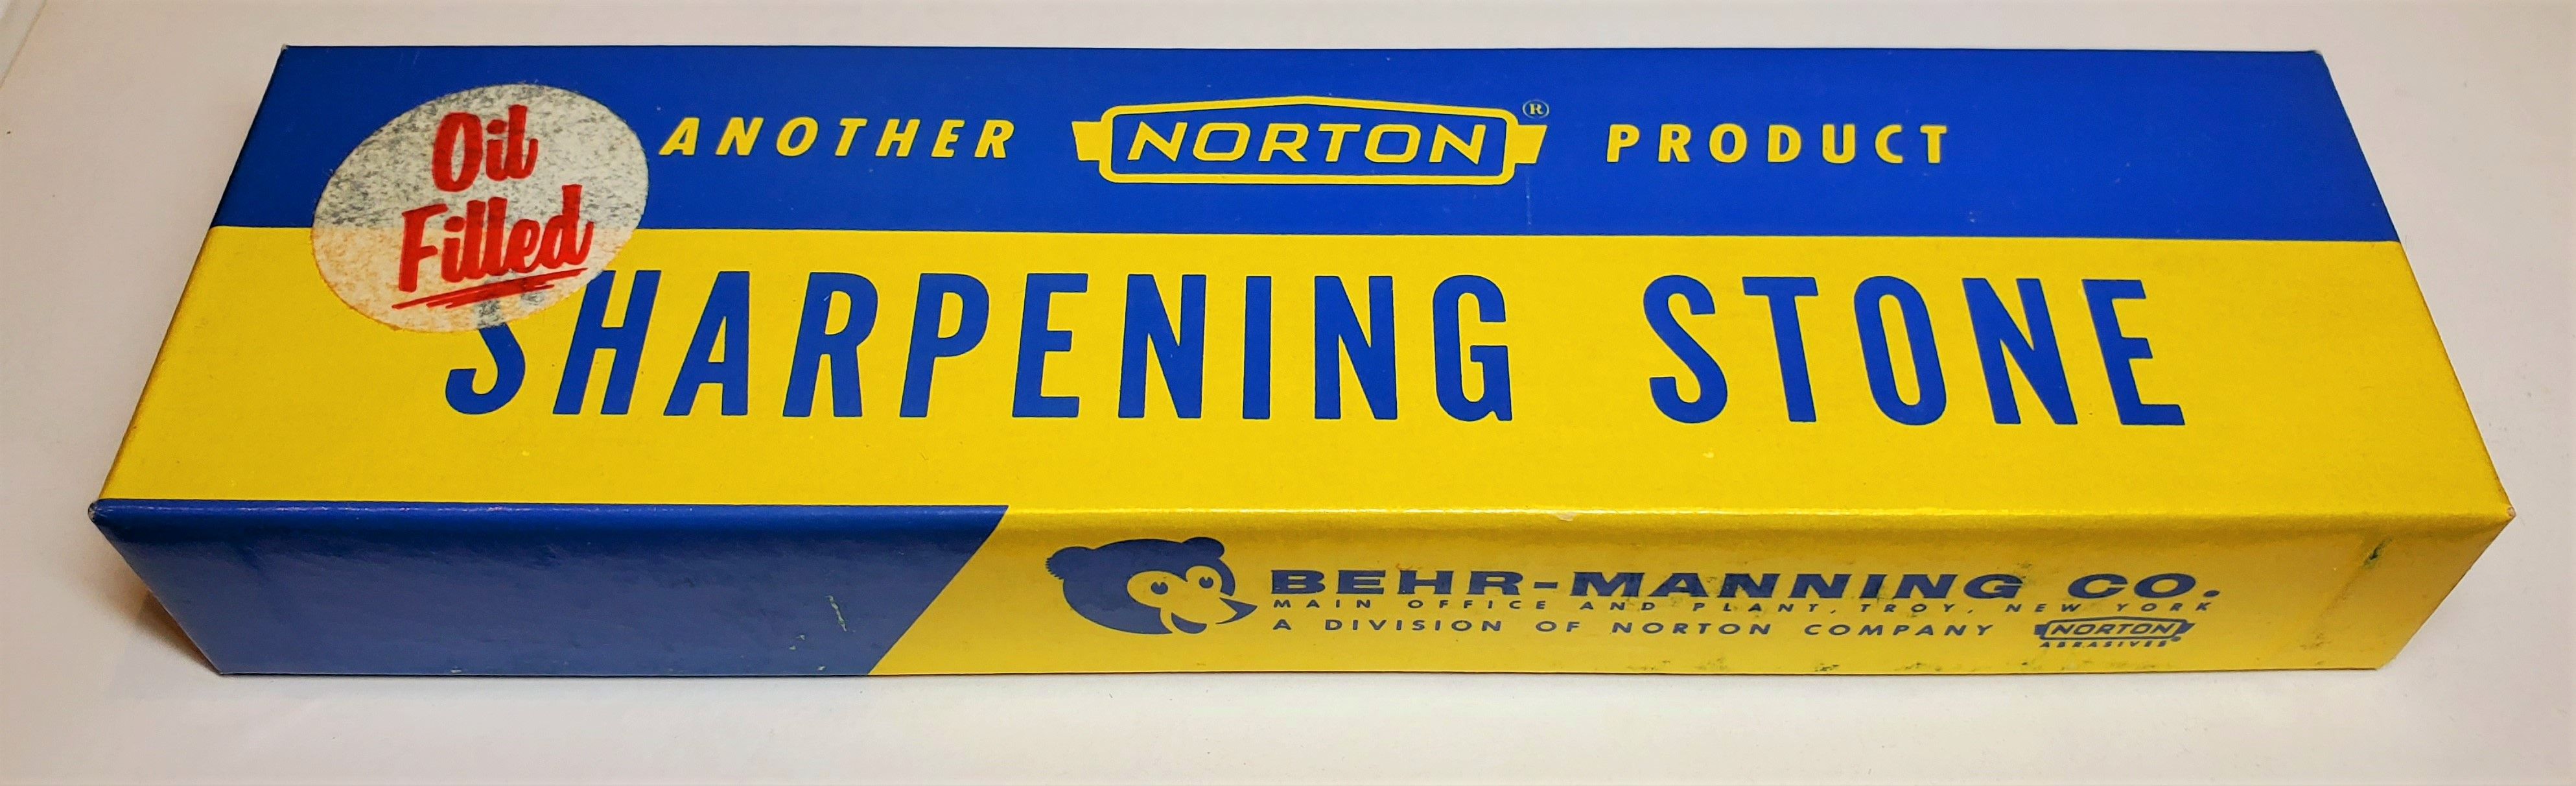 Oil
Filled
ANOTHER NORTON ® PRODUCT
SHARPENING STONE
BEHR-MANNING CO.
MAIN OFFICE AND PLANT, TROY, NEW YORK
A DIVISION OF NORTON COMPANY
NORTON
ABRASIVES